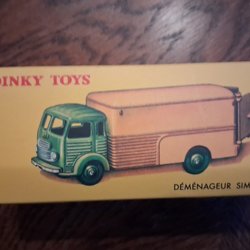 DINKY TOYS
DÉMÉNAGEUR SIM